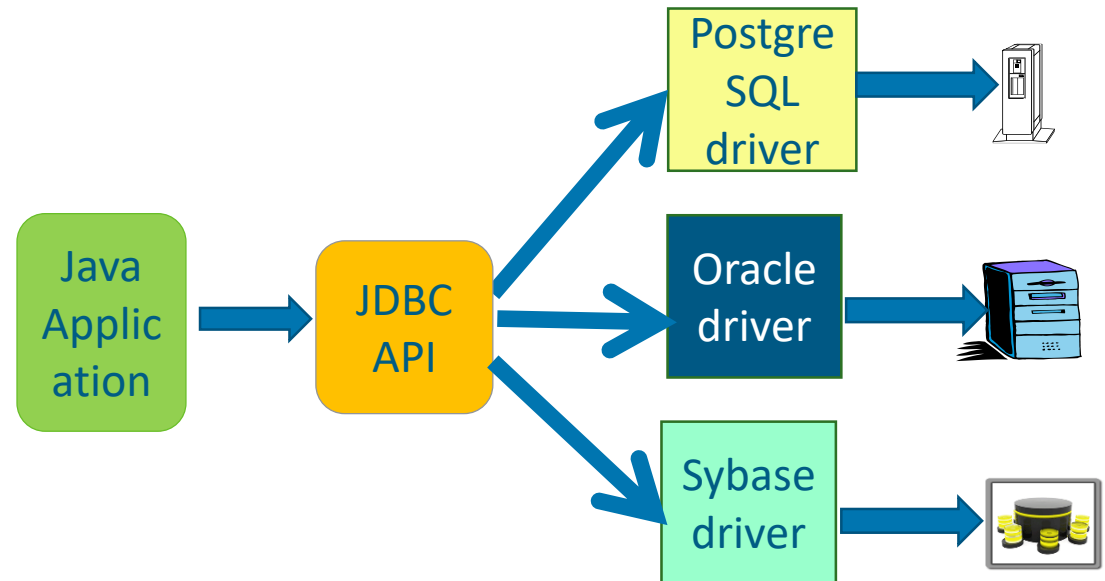 Java
Applic
ation
JDBC
API
Postgre
SQL
driver
Oracle
driver
Sybase
driver